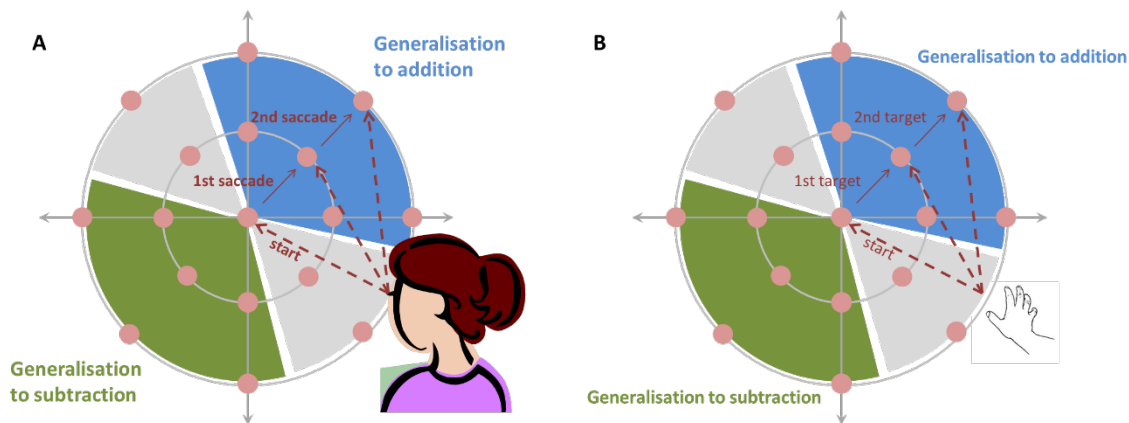 A
Generalisation
to addition
2nd saccade
1st saccade
start
Generalisation
to subtraction
B
Generalisation to addition
2nd target
1st target
start
Generalisation to subtraction